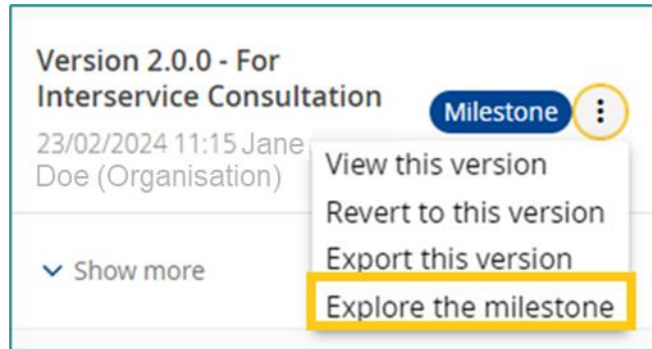 Version 2.0.0 - For
Interservice Consultation
Milestone
23/02/2024 11:15 Jane
Doe (Organisation)
View this version
Revert to this version
Export this version
Explore the milestone
Show more